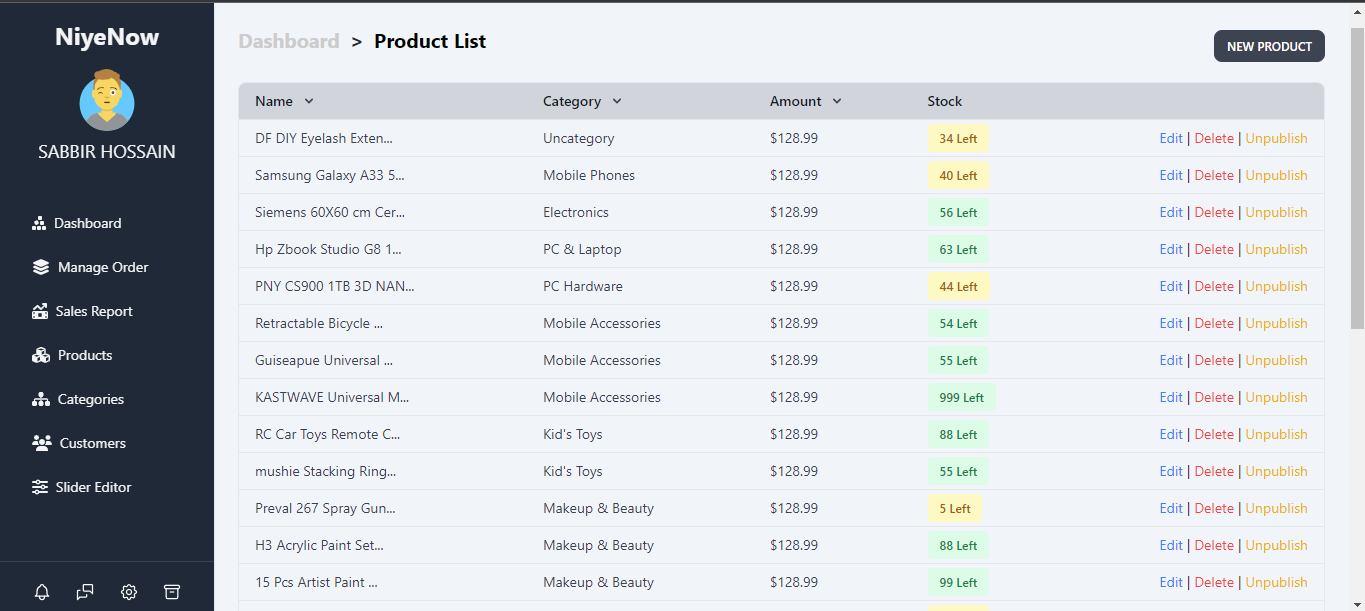 NiyeNow
SABBIR HOSSAIN
Dashboard
Manage Order
Sales Report
Products
Categories
Customers
Slider Editor
Dashboard > Product List
NEW PRODUCT
Name Category Amount Stock
DF DIY Eyelash Exten... Uncategory $128.99 34 Left Edit | Delete | Unpublish
Samsung Galaxy A33 5... Mobile Phones $128.99 40 Left Edit | Delete | Unpublish
Siemens 60X60 cm Cer... Electronics $128.99 56 Left Edit | Delete | Unpublish
Hp Zbook Studio G8 1... PC & Laptop $128.99 63 Left Edit | Delete | Unpublish
PNY CS900 1TB 3D NAN... PC Hardware $128.99 44 Left Edit | Delete | Unpublish
Retractable Bicycle ... Mobile Accessories $128.99 54 Left Edit | Delete | Unpublish
Guiseapue Universal ... Mobile Accessories $128.99 55 Left Edit | Delete | Unpublish
KASTWAVE Universal M... Mobile Accessories $128.99 999 Left Edit | Delete | Unpublish
RC Car Toys Remote C... Kid's Toys $128.99 88 Left Edit | Delete | Unpublish
mushie Stacking Ring... Kid's Toys $128.99 55 Left Edit | Delete | Unpublish
Preval 267 Spray Gun... Makeup & Beauty $128.99 5 Left Edit | Delete | Unpublish
H3 Acrylic Paint Set... Makeup & Beauty $128.99 88 Left Edit | Delete | Unpublish
15 Pcs Artist Paint ... Makeup & Beauty $128.99 99 Left Edit | Delete | Unpublish